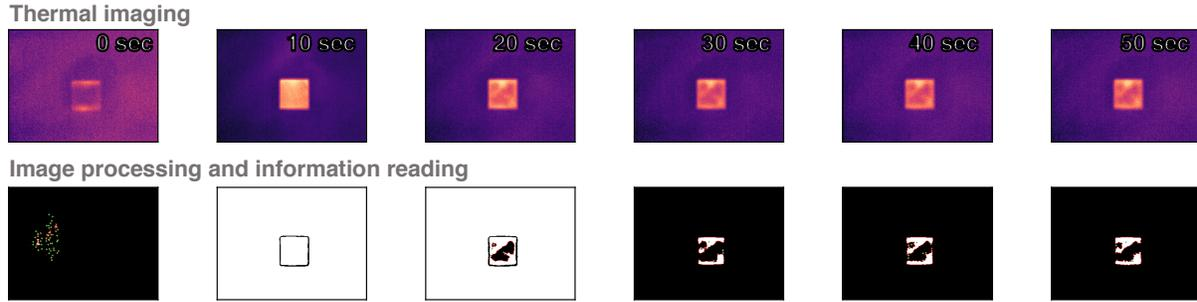 Thermal imaging
0 sec 10 sec 20 sec 30 sec 40 sec 50 sec
Image processing and information reading